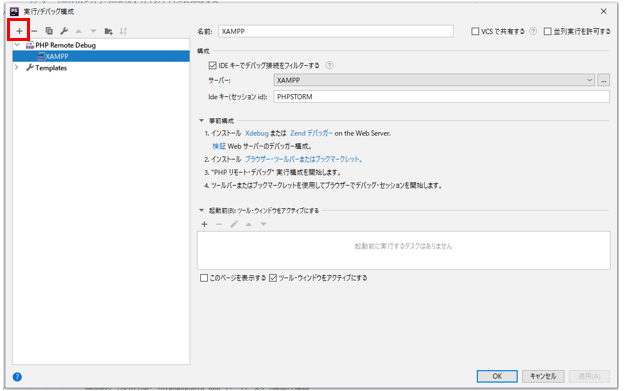 実行/デバッグ構成
PHP Remote Debug
XAMPP
Templates
名前: XAMPP
VCS で共有する
並列実行を許可する
構成
IDE キーでデバッグ接続をフィルターする
サーバー: XAMPP
Ide キー(セッション id): PHPSTORM
事前構成
1. インストール Xdebug または Zend デバッガー on the Web Server.
検証 Web サーバーのデバッガー構成。
2. インストール ブラウザー・ツールバーまたはブックマークレット。
3. "PHP リモート・デバッグ" 実行構成を開始します。
4. ツールバーまたはブックマークレットを使用してブラウザーでデバッグ・セッションを開始します。
起動前(B): ツール・ウィンドウをアクティブにする
起動前に実行するタスクはありません
このページを表示する
ツール・ウィンドウをアクティブにする
OK
キャンセル
適用(A)